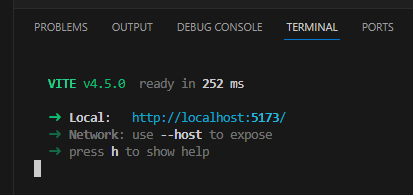 PROBLEMS OUTPUT DEBUG CONSOLE TERMINAL PORTS
VITE v4.5.0 ready in 252 ms
➜ Local: http://localhost:5173/
➜ Network: use --host to expose
➜ press h to show help